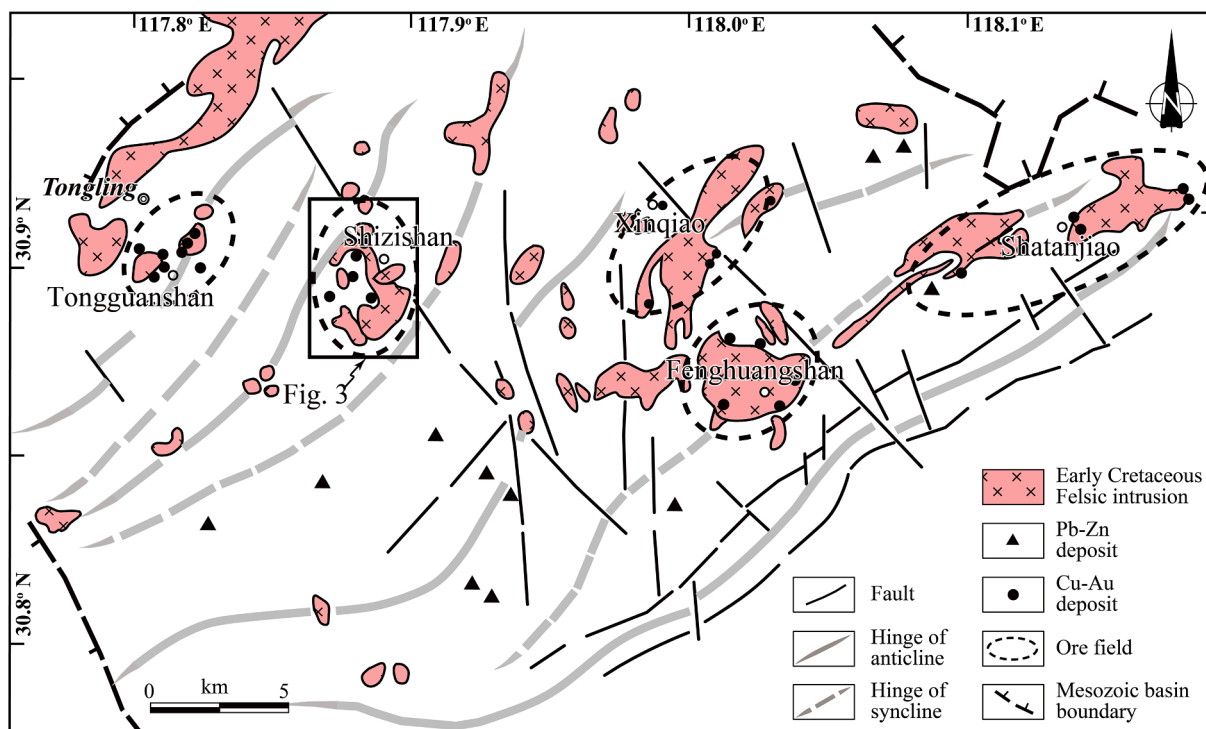 117.8° E
117.9° E
118.0° E
118.1° E
30.9° N
30.8° N
N
Tongling
Tongguanshan
Shizishan
Xinqiao
Shatanjiao
Fenghuangshan
Fig. 3
0 km 5
Early Cretaceous
Felsic intrusion
Pb-Zn
deposit
Cu-Au
deposit
Ore field
Mesozoic basin
boundary
Fault
Hinge of
anticline
Hinge of
syncline